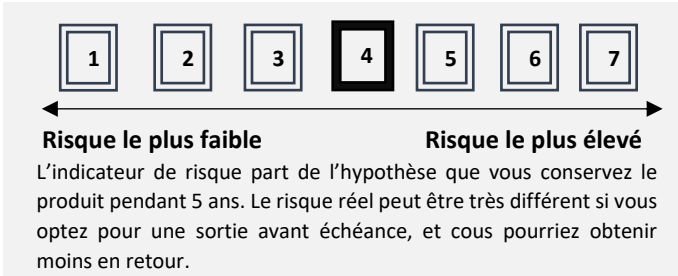 1 2 3 4 5 6 7
Risque le plus faible Risque le plus élevé
L’indicateur de risque part de l’hypothèse que vous conservez le
produit pendant 5 ans. Le risque réel peut être très différent si vous
optez pour une sortie avant échéance, et cous pourriez obtenir
moins en retour.